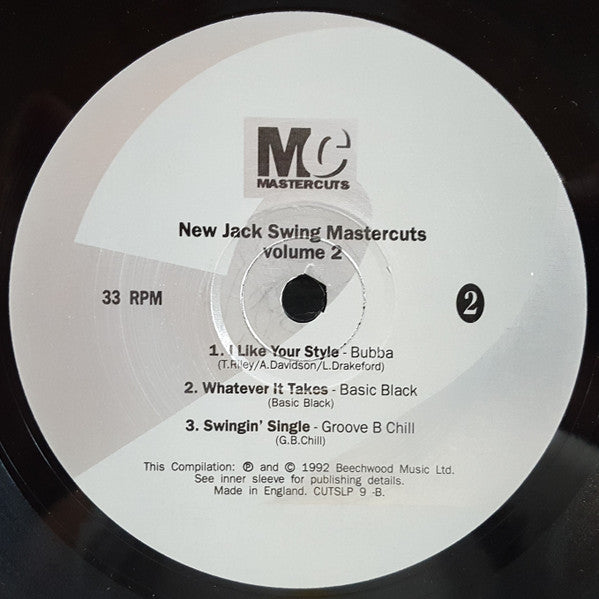 MC
MASTERCUTS
New Jack Swing Mastercuts
volume 2
33 RPM
2
1. I Like Your Style - Bubba
(T.Riley/A.Davidson/L.Drakeford)
2. Whatever It Takes - Basic Black
(Basic Black)
3. Swingin' Single - Groove B Chill
(G.B.Chill)
This Compilation: ℗ and © 1992 Beechwood Music Ltd.
See inner sleeve for publishing details.
Made in England. CUTSLP 9 -B.